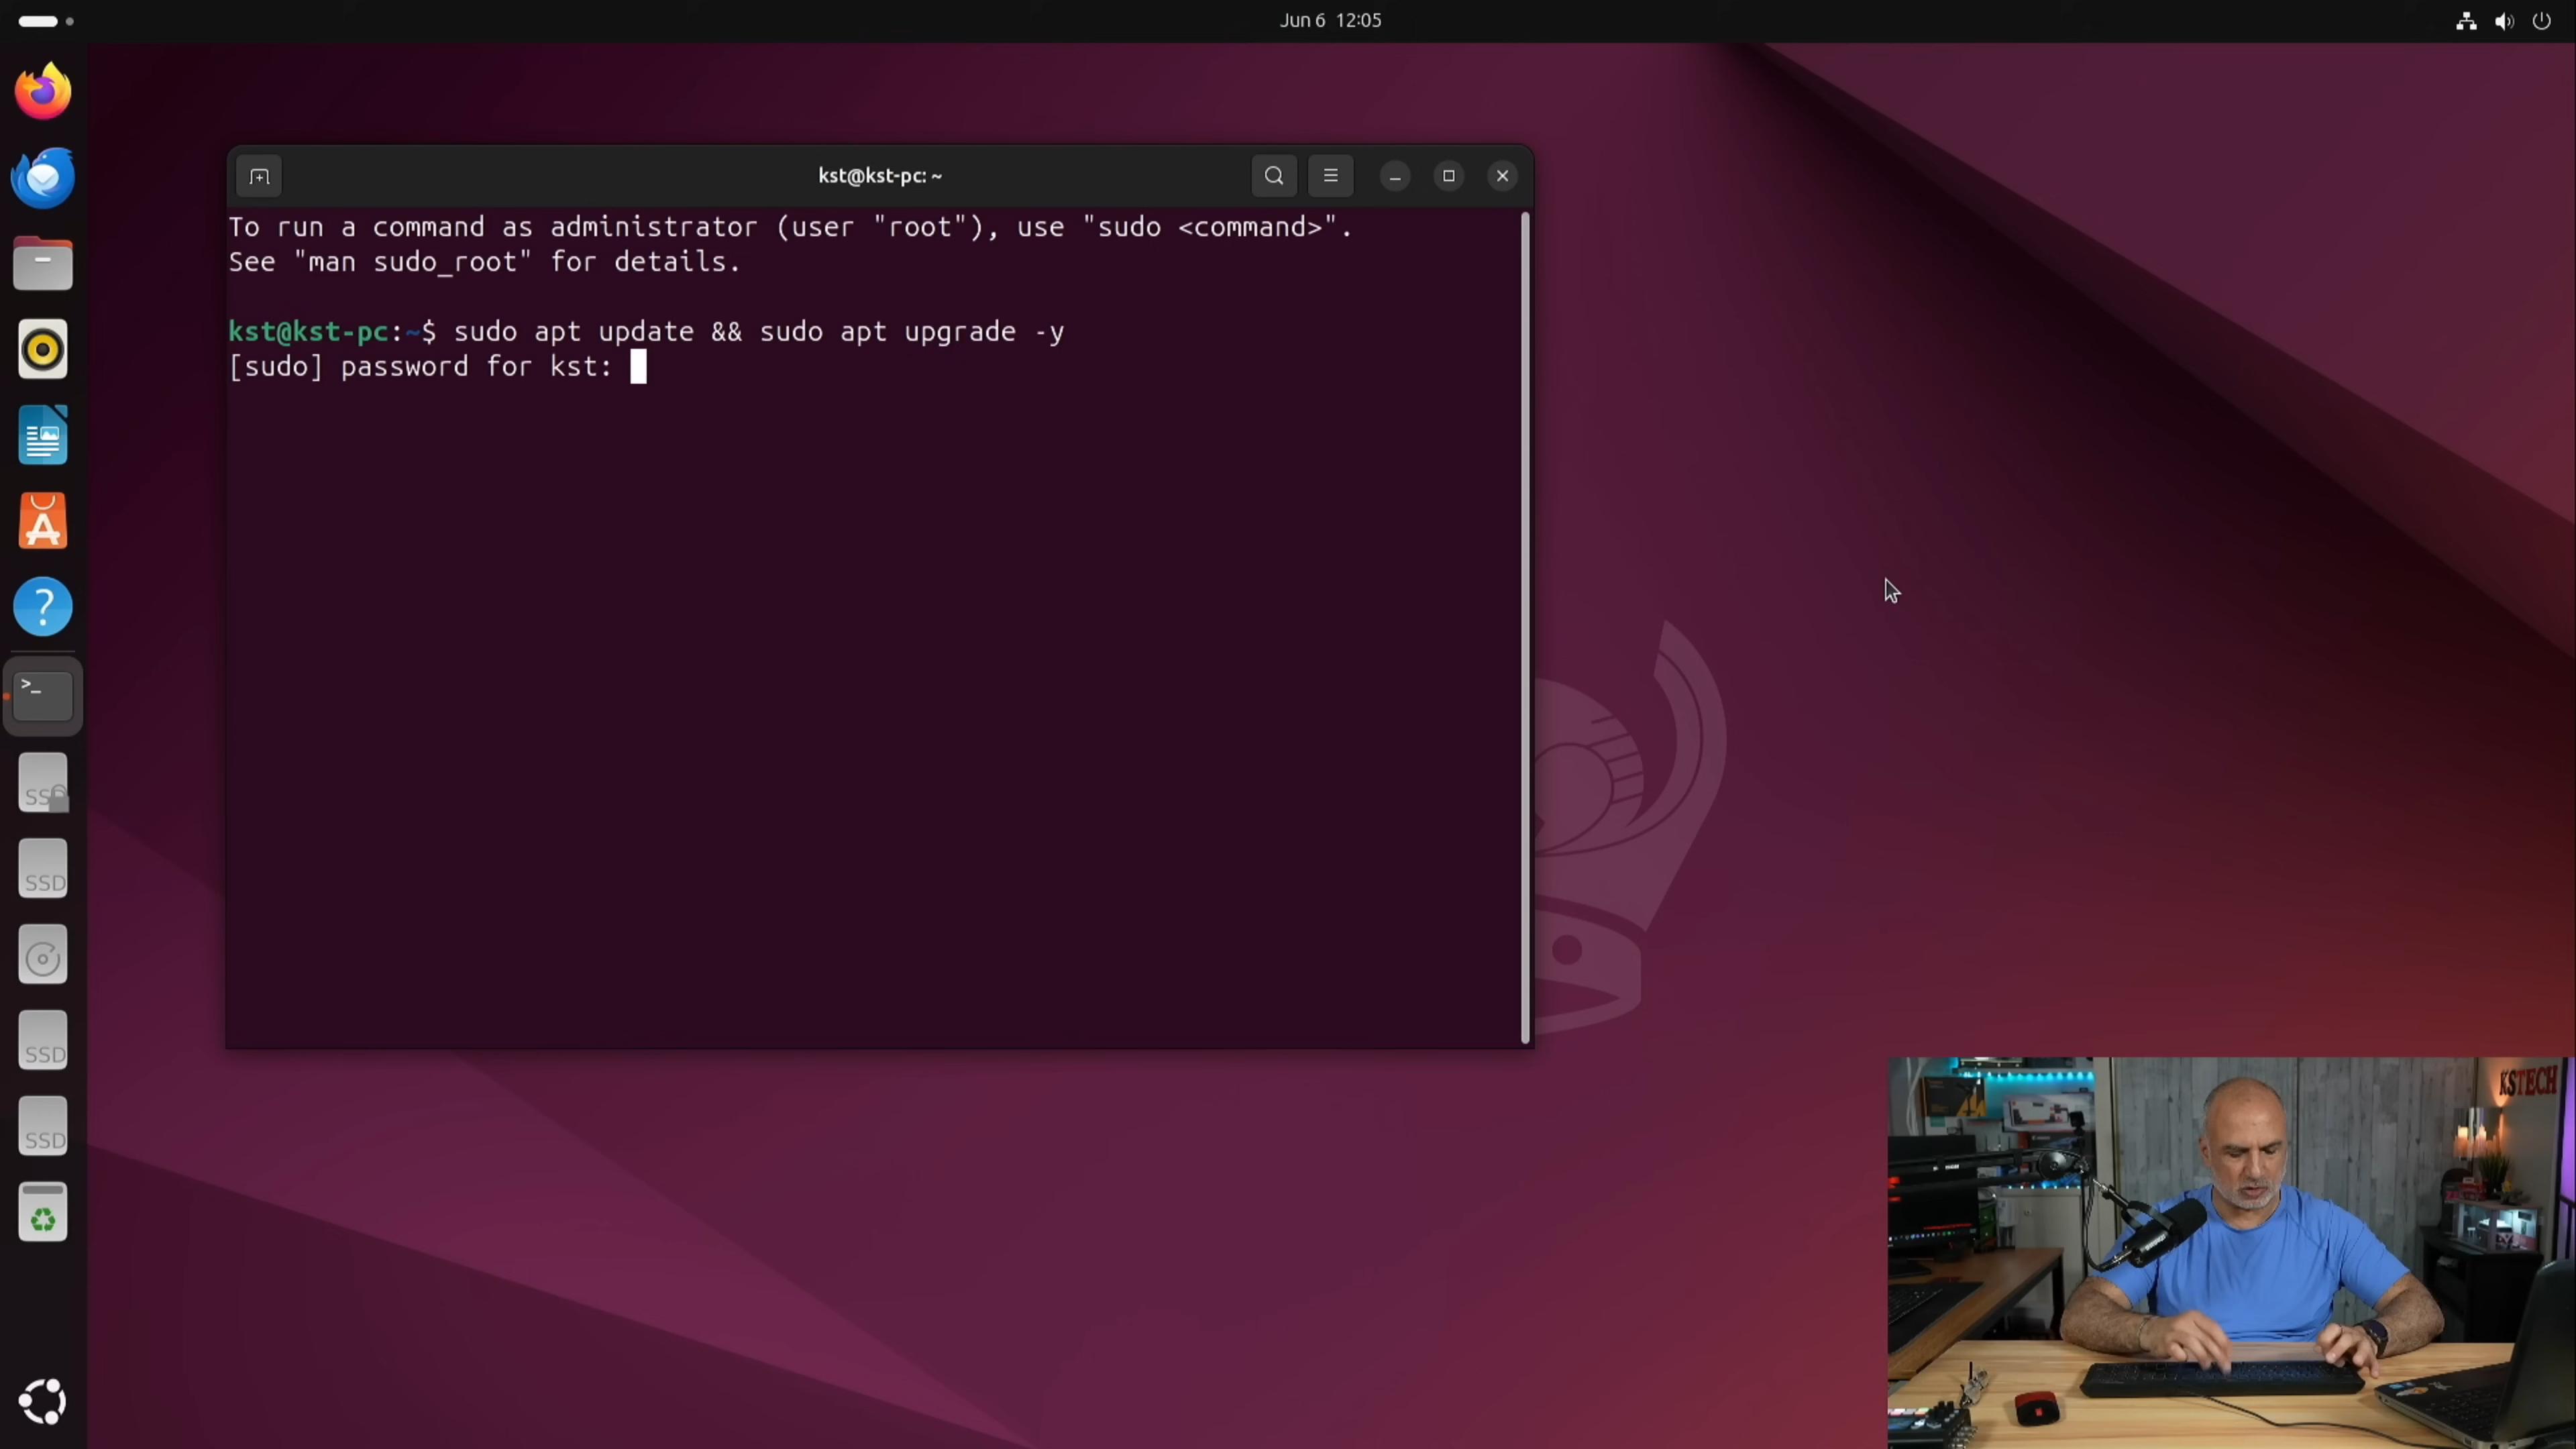 Jun 6 12:05
kst@kst-pc: ~
To run a command as administrator (user "root"), use "sudo <command>".
See "man sudo_root" for details.
kst@kst-pc:~$ sudo apt update && sudo apt upgrade -y
[sudo] password for kst:
>_
SSD
SSD
SSD
SSD
KSTECH